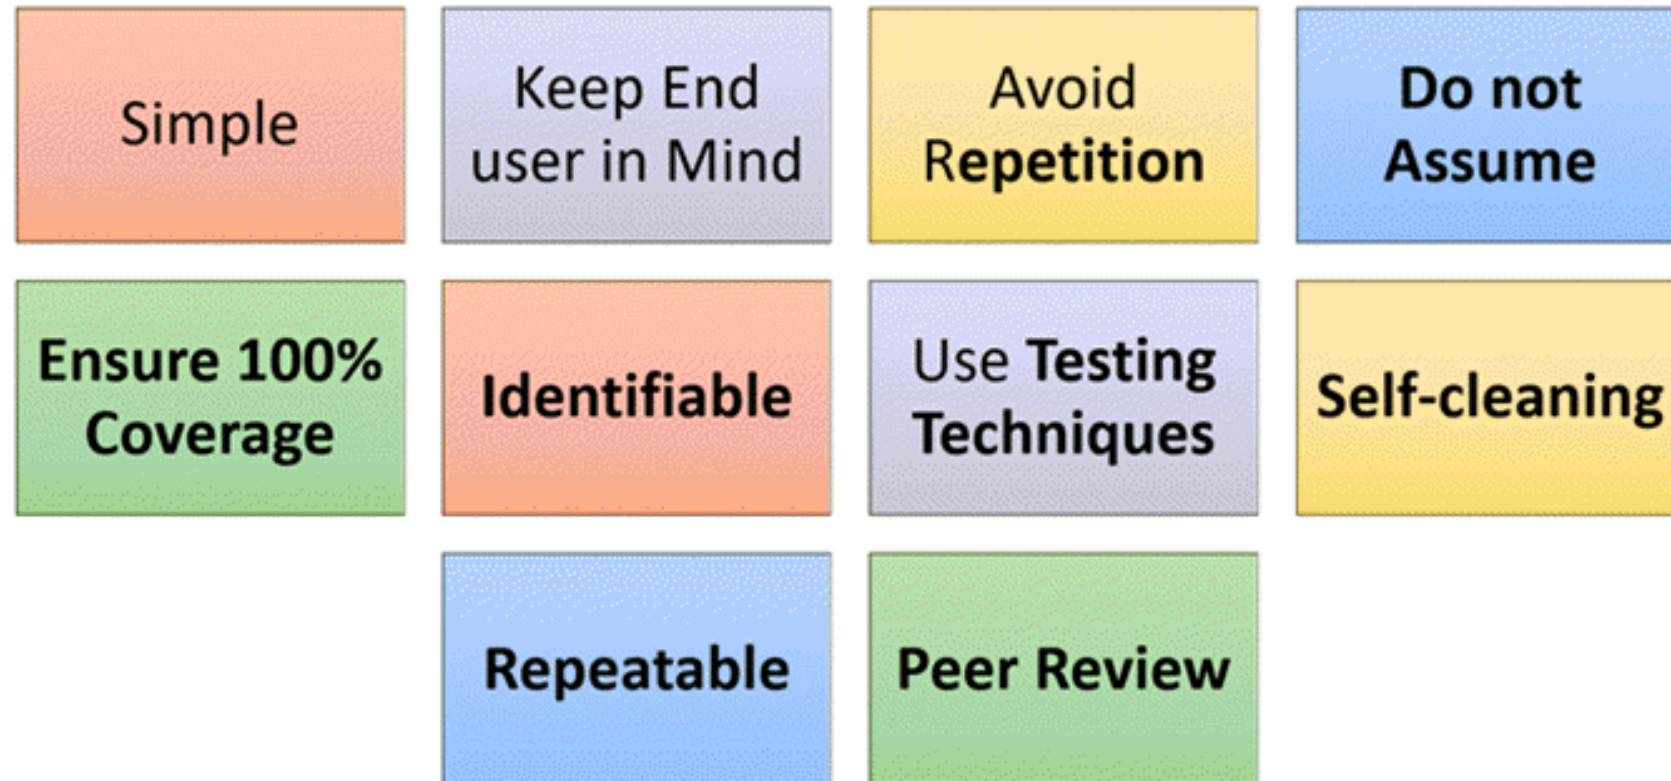 Simple
Keep End
user in Mind
Avoid
Repetition
Do not
Assume
Ensure 100%
Coverage
Identifiable
Use Testing
Techniques
Self-cleaning
Repeatable
Peer Review